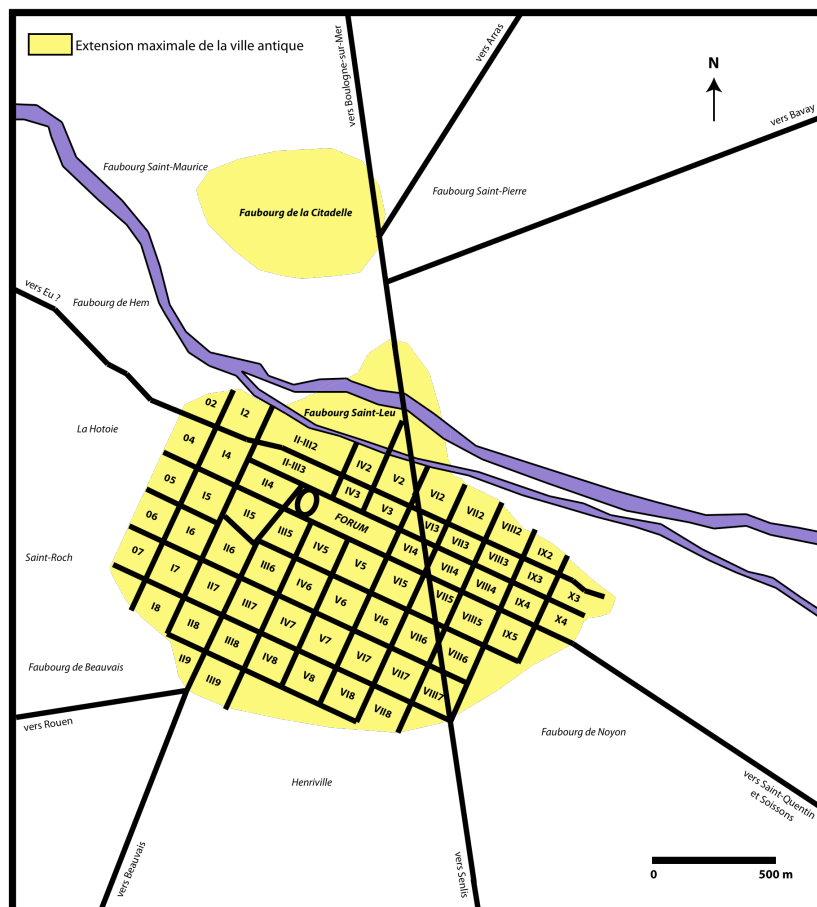 Extension maximale de la ville antique
vers Boulogne-sur-Mer
vers Arras
N
vers Bavay
Faubourg Saint-Maurice
Faubourg Saint-Pierre
Faubourg de la Citadelle
vers Eu ?
Faubourg de Hem
La Hotoie
Faubourg Saint-Leu
02
I2
II-III2
04
I4
II-III3
IV2
V2
VI2
VII2
VIII2
IX2
X3
05
I5
II4
IV3
V3
VI3
VII3
VIII3
IX3
X4
06
I6
II5
III5
FORUM
VI4
VII4
VIII4
IX4
07
I7
II6
III6
IV5
V5
VI5
VII5
VIII5
IX5
I8
II7
III7
IV6
V6
VI6
VII6
VIII6
II8
III8
IV7
V7
VI7
VII7
VIII7
II9
III9
IV8
V8
VI8
VII8
Saint-Roch
Faubourg de Beauvais
vers Rouen
Faubourg de Noyon
Henriville
vers Saint-Quentin
et Soissons
vers Beauvais
vers Senlis
0
500 m